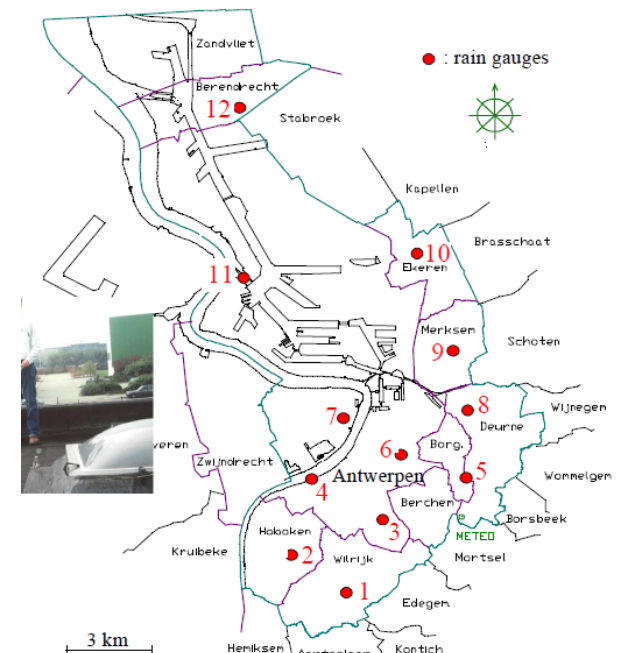 Zandvliet
: rain gauges
Berendrecht
12
Stabroek
Kapellen
Brasschaat
10
Ekeren
11
Merksem
Schoten
9
8
Wijnegem
7
Deurne
Borg.
6
veren
Zwijndrecht
Antwerpen
5
Wommelgem
4
Berchem
3
Borsbeek
METEO
Hoboken
Kruibeke
2
Wilrijk
Mortsel
1
Edegem
3 km
Hemiksem
Kontich